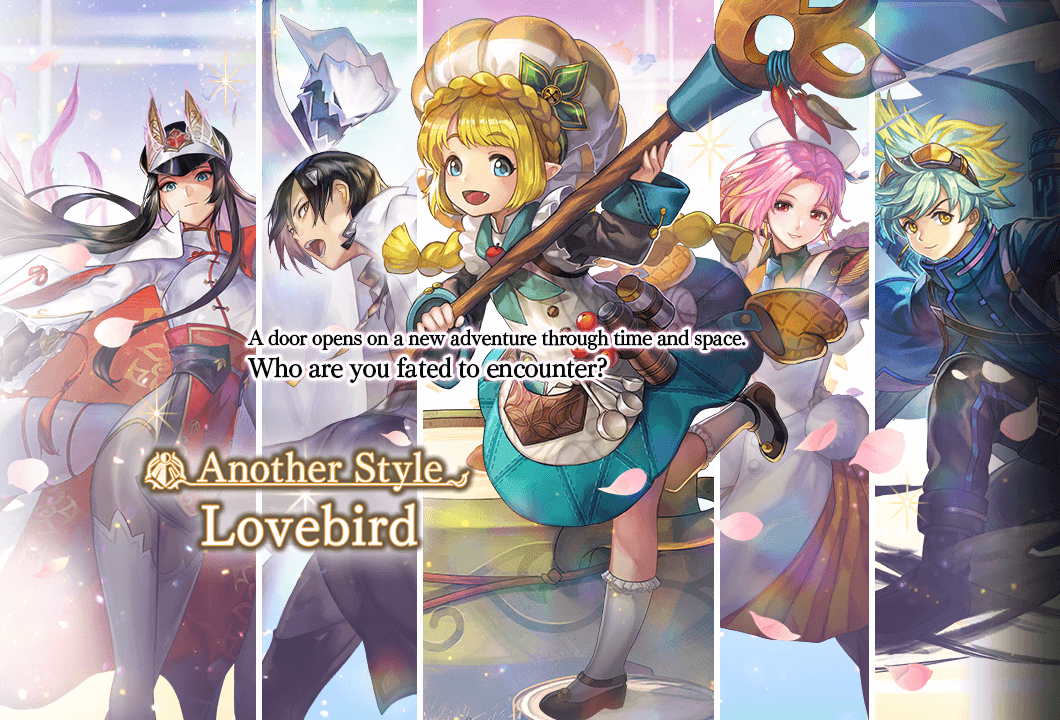 A door opens on a new adventure through time and space.
Who are you fated to encounter?
Another Style
Lovebird